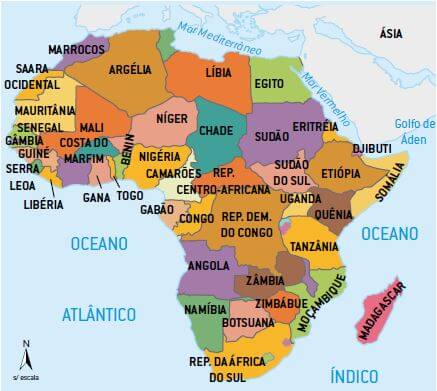 ÁSIA
Mar Mediterrâneo
MARROCOS
ARGÉLIA
LÍBIA
EGITO
Mar Vermelho
SAARA
OCIDENTAL
MAURITÂNIA
MALI
NÍGER
CHADE
SUDÃO
ERITRÉIA
Golfo de
Áden
SENEGAL
GÂMBIA
GUINÉ
COSTA DO
MARFIM
BENIN
NIGÉRIA
CAMARÕES
REP.
CENTRO-AFRICANA
SUDÃO
DO SUL
DJIBUTI
ETIÓPIA
SOMÁLIA
SERRA
LEOA
LIBÉRIA
GANA
TOGO
GABÃO
CONGO
REP. DEM.
DO CONGO
UGANDA
QUÊNIA
OCEANO
OCEANO
TANZÂNIA
ANGOLA
ZÂMBIA
MOÇAMBIQUE
MADAGASCAR
ATLÂNTICO
NAMÍBIA
ZIMBÁBUE
BOTSUANA
REP. DA ÁFRICA
DO SUL
ÍNDICO
N
s/ escala